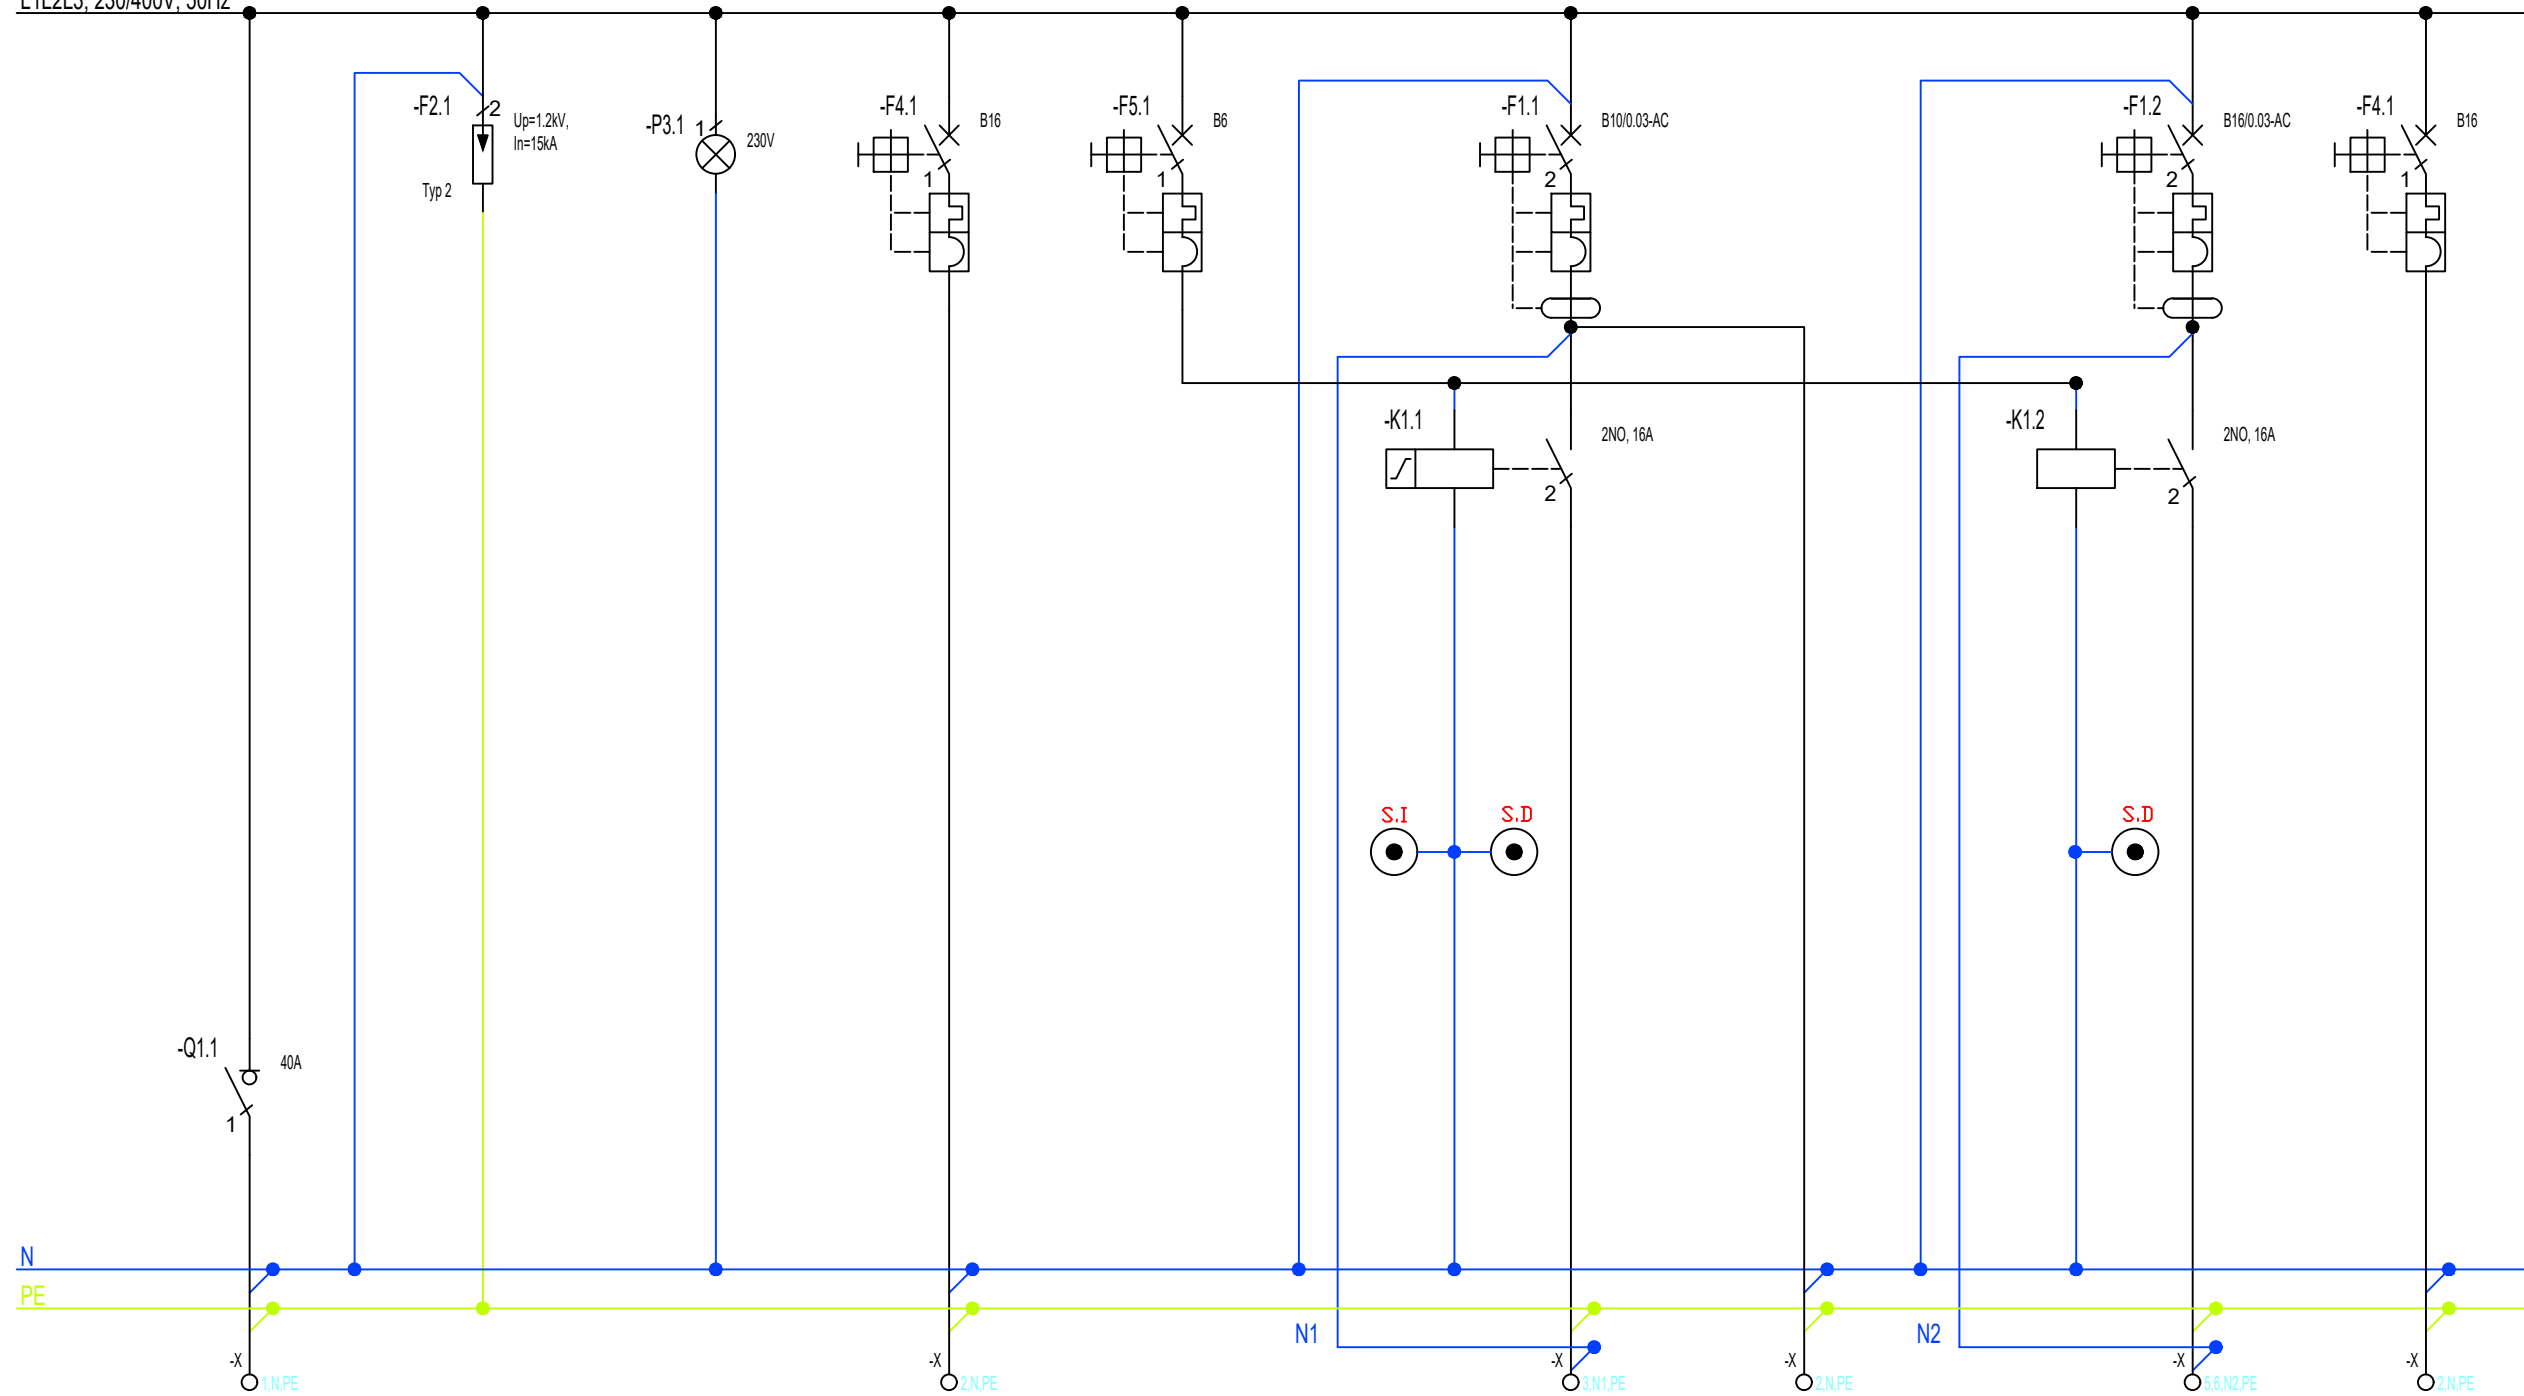 L1L2L3, 230/400V, 50Hz
-F2.1
2
Up=1.2kV,
In=15kA
Typ 2
-P3.1
1
230V
-F4.1
B16
1
-F5.1
B6
1
-F1.1
B10/0.03-AC
2
-F1.2
B16/0.03-AC
2
-F4.1
B16
1
-K1.1
2NO, 16A
2
-K1.2
2NO, 16A
2
S.I
S.D
S.D
-Q1.1
40A
1
N
PE
N1
N2
-X
1,N,PE
-X
2,N,PE
-X
3,N1,PE
-X
2,N,PE
-X
5,6,N2,PE
-X
2,N,PE